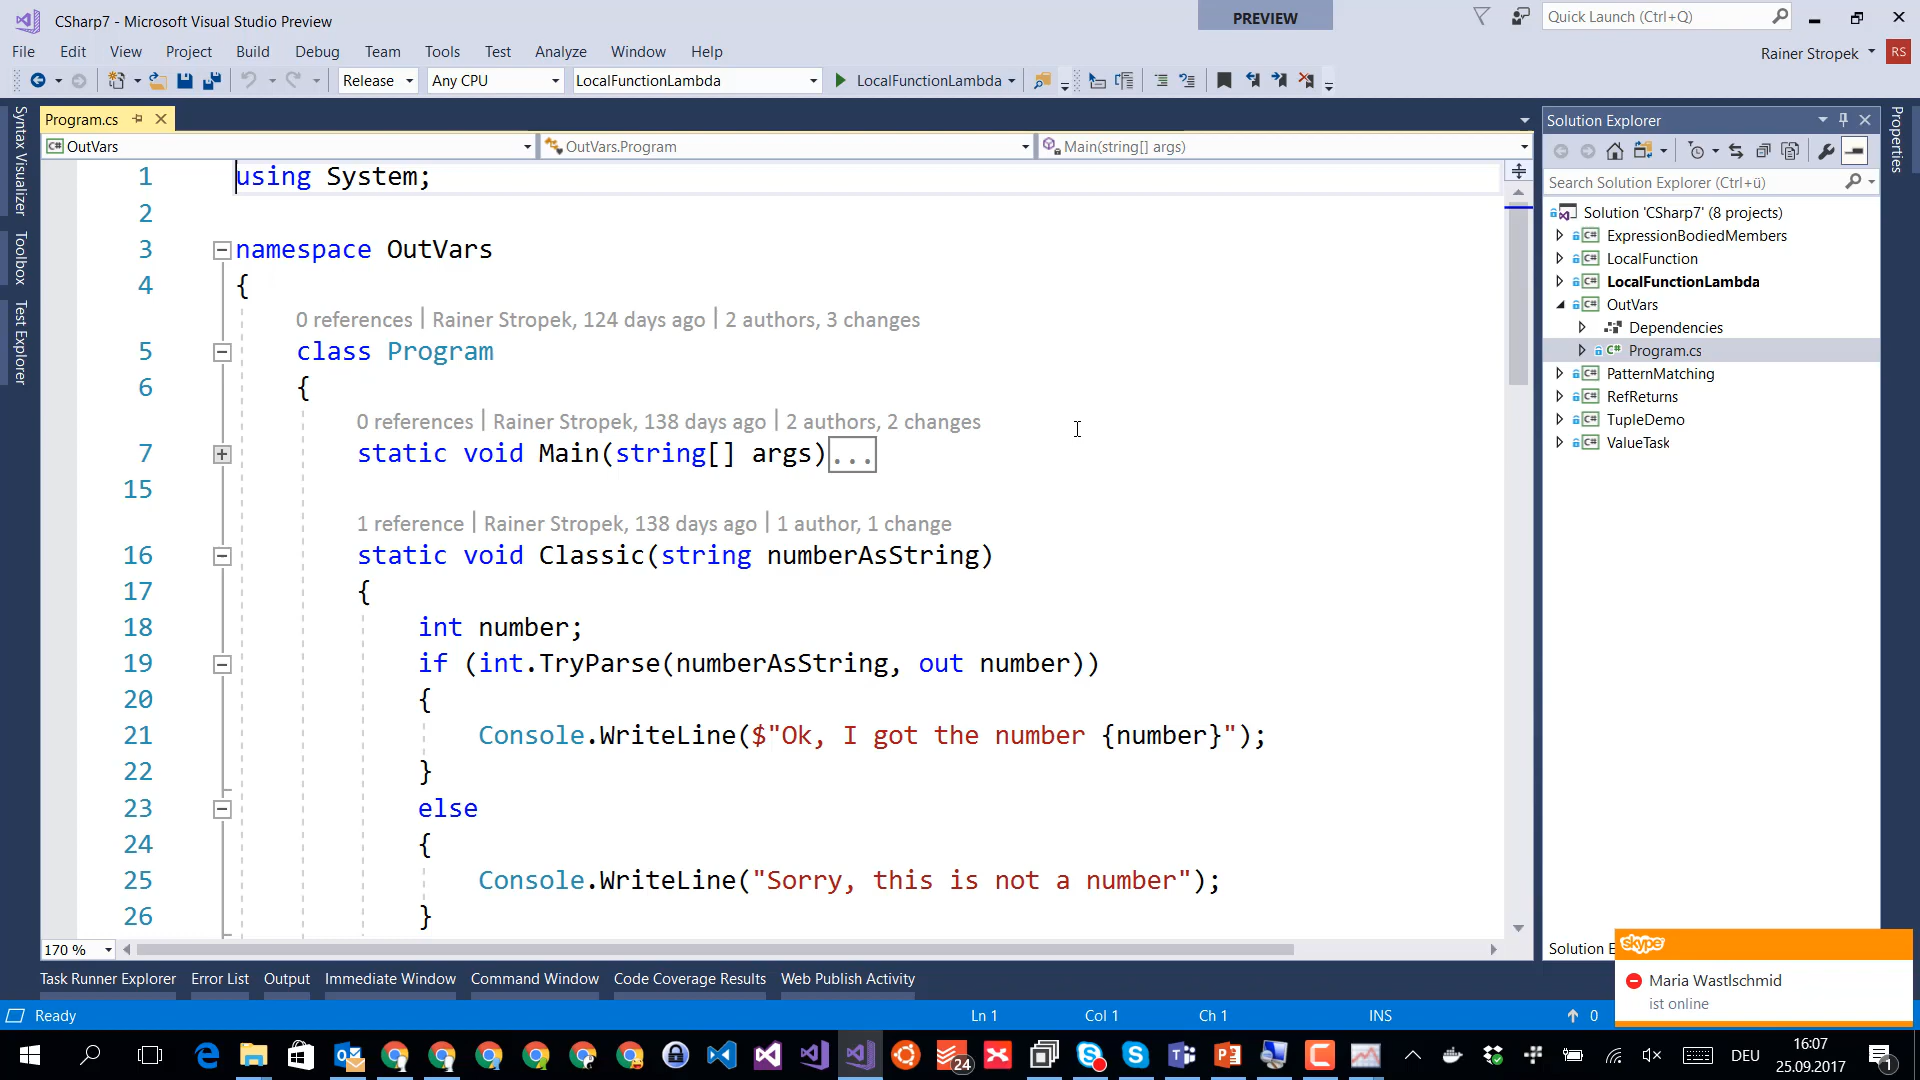 CSharp7 - Microsoft Visual Studio Preview
PREVIEW
Quick Launch (Ctrl+Q)
File Edit View Project Build Debug Team Tools Test Analyze Window Help
Rainer Stropek RS
Release Any CPU LocalFunctionLambda LocalFunctionLambda
Syntax Visualizer
Toolbox
Test Explorer
Program.cs
OutVars OutVars.Program Main(string[] args)
1 using System;
2
3 namespace OutVars
4 {
0 references | Rainer Stropek, 124 days ago | 2 authors, 3 changes
5 class Program
6 {
0 references | Rainer Stropek, 138 days ago | 2 authors, 2 changes
7 static void Main(string[] args)...
15
1 reference | Rainer Stropek, 138 days ago | 1 author, 1 change
16 static void Classic(string numberAsString)
17 {
18 int number;
19 if (int.TryParse(numberAsString, out number))
20 {
21 Console.WriteLine($"Ok, I got the number {number}");
22 }
23 else
24 {
25 Console.WriteLine("Sorry, this is not a number");
26 }
170 %
Solution Explorer
Search Solution Explorer (Ctrl+ü)
Solution 'CSharp7' (8 projects)
C# ExpressionBodiedMembers
C# LocalFunction
C# LocalFunctionLambda
C# OutVars
Dependencies
C# Program.cs
C# PatternMatching
C# RefReturns
C# TupleDemo
C# ValueTask
Properties
Solution E
skype
Maria Wastlschmid
ist online
Task Runner Explorer Error List Output Immediate Window Command Window Code Coverage Results Web Publish Activity
Ready Ln 1 Col 1 Ch 1 INS 0
24
DEU
16:07
25.09.2017
1